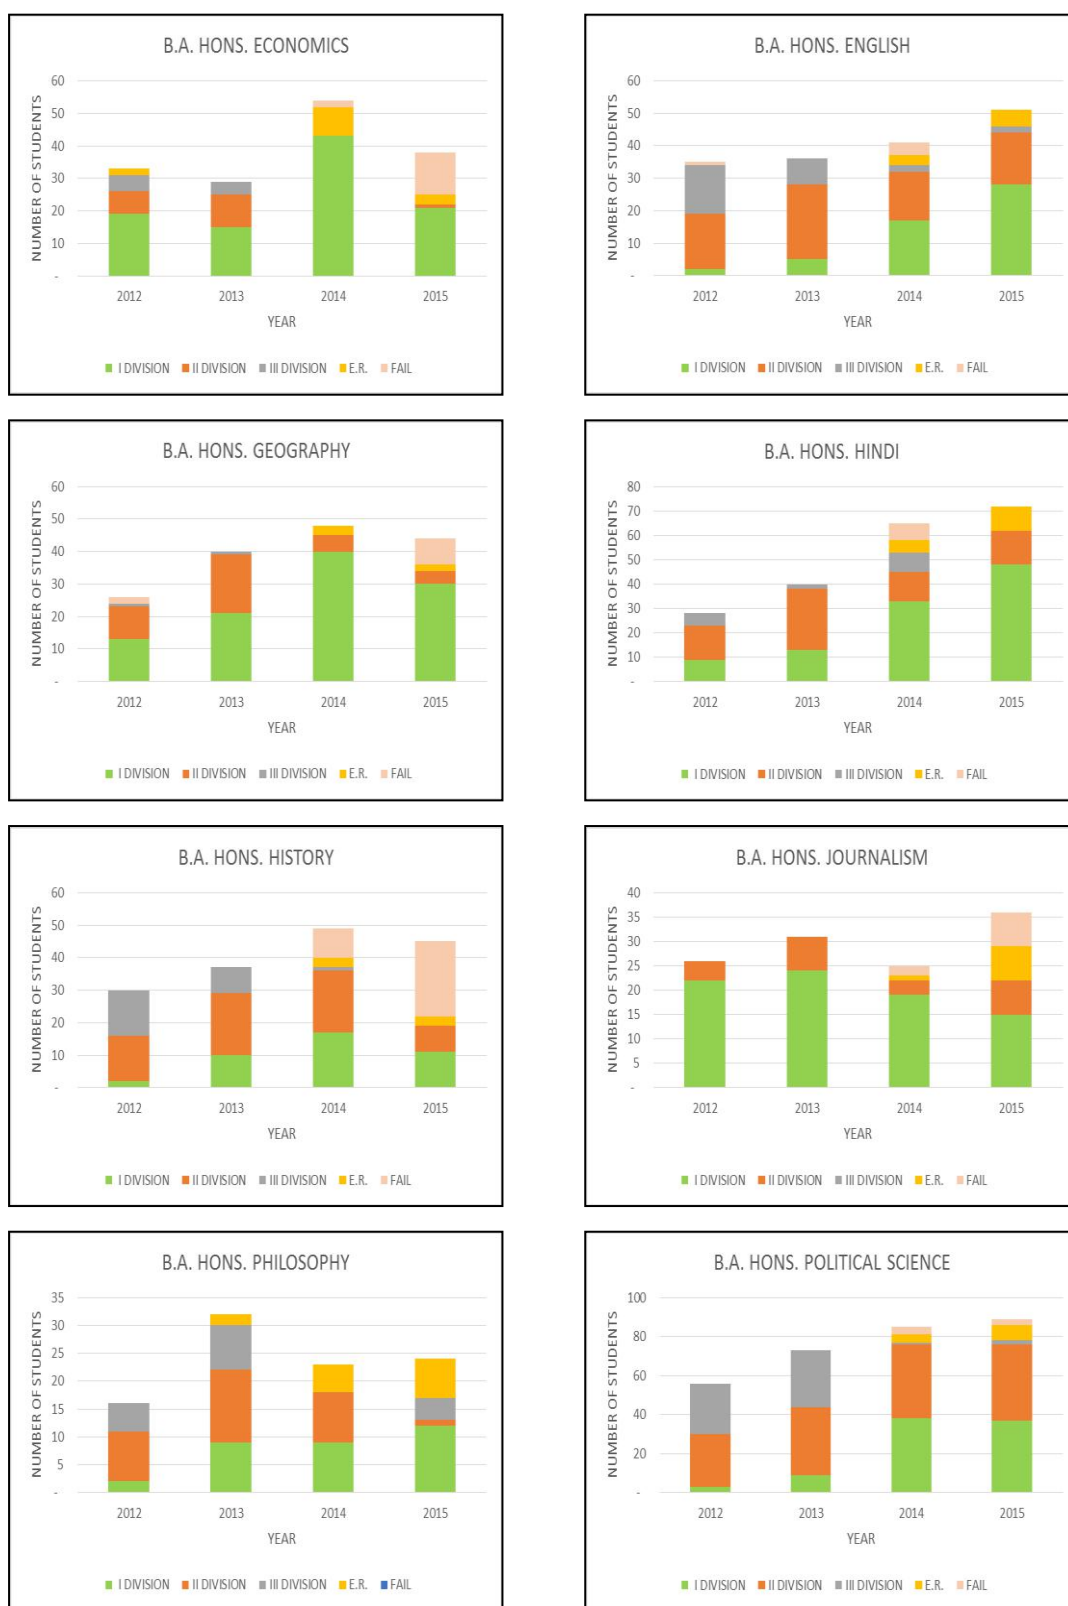 B.A. HONS. ECONOMICS
NUMBER OF STUDENTS
60
50
40
30
20
10
-
2012 2013 2014 2015
YEAR
I DIVISION II DIVISION III DIVISION E.R. FAIL
B.A. HONS. ENGLISH
NUMBER OF STUDENTS
60
50
40
30
20
10
-
2012 2013 2014 2015
YEAR
I DIVISION II DIVISION III DIVISION E.R. FAIL
B.A. HONS. GEOGRAPHY
NUMBER OF STUDENTS
60
50
40
30
20
10
-
2012 2013 2014 2015
YEAR
I DIVISION II DIVISION III DIVISION E.R. FAIL
B.A. HONS. HINDI
NUMBER OF STUDENTS
80
70
60
50
40
30
20
10
-
2012 2013 2014 2015
YEAR
I DIVISION II DIVISION III DIVISION E.R. FAIL
B.A. HONS. HISTORY
NUMBER OF STUDENTS
60
50
40
30
20
10
-
2012 2013 2014 2015
YEAR
I DIVISION II DIVISION III DIVISION E.R. FAIL
B.A. HONS. JOURNALISM
NUMBER OF STUDENTS
40
35
30
25
20
15
10
5
-
2012 2013 2014 2015
YEAR
I DIVISION II DIVISION III DIVISION E.R. FAIL
B.A. HONS. PHILOSOPHY
NUMBER OF STUDENTS
35
30
25
20
15
10
5
-
2012 2013 2014 2015
YEAR
I DIVISION II DIVISION III DIVISION E.R. FAIL
B.A. HONS. POLITICAL SCIENCE
NUMBER OF STUDENTS
100
80
60
40
20
-
2012 2013 2014 2015
YEAR
I DIVISION II DIVISION III DIVISION E.R. FAIL